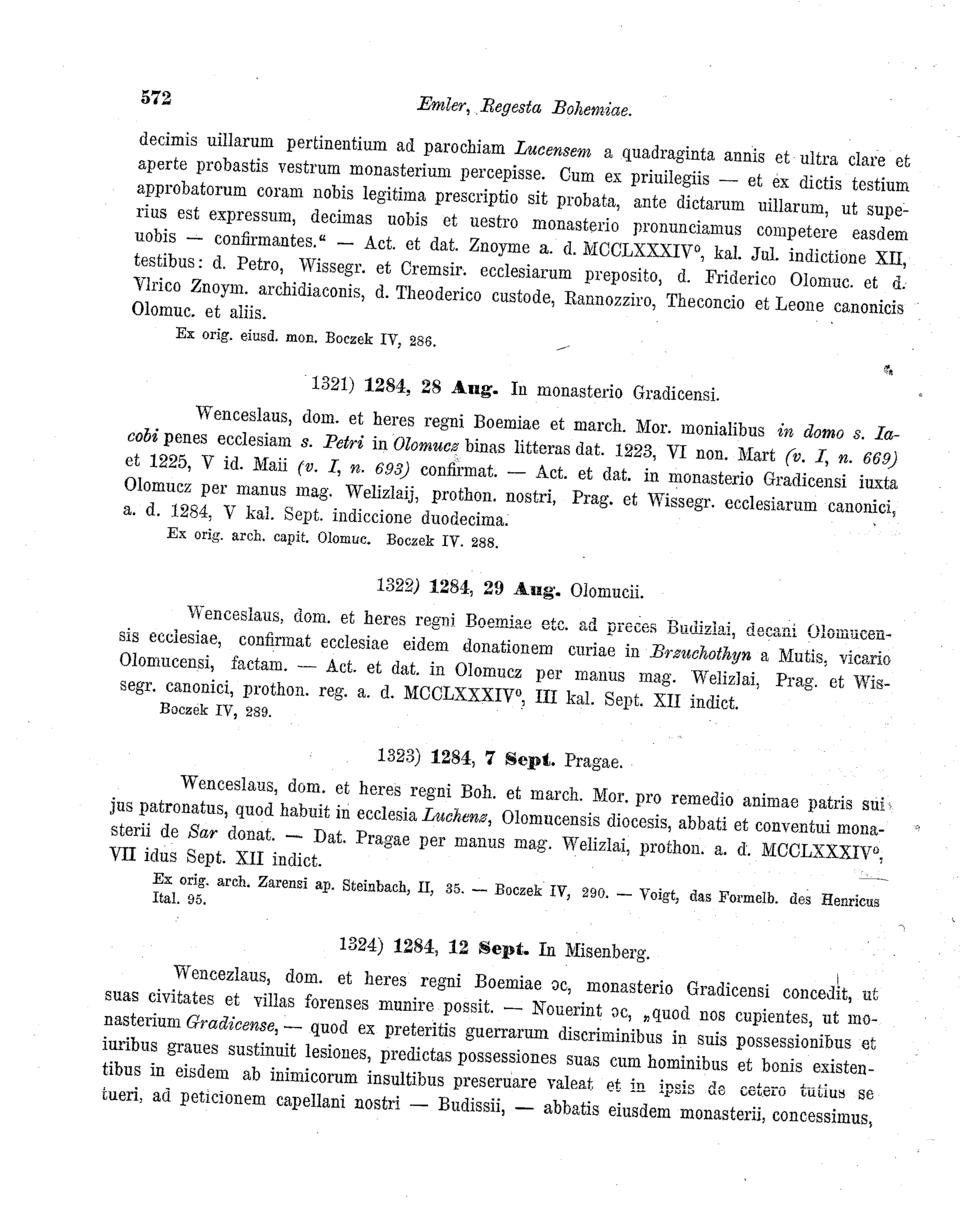 572
Emler, Regesta Bohemiae.
decimis uillarum pertinentium ad parochiam Lucensem a quadraginta annis et ultra clare et
aperte probastis vestrum monasterium percepisse. Cum ex priuilegiis — et ex dictis testium
approbatorum coram nobis legitima prescriptio sit probata, ante dictarum uillarum, ut supe-
rius est expressum, decimas uobis et uestro monasterio pronunciamus competere easdem
uobis — confirmantes.“ — Act. et dat. Znoyme a. d. MCCLXXXIVº, kal. Jul. indictione XII,
testibus: d. Petro, Wissegr. et Cremsir. ecclesiarum preposito, d. Friderico Olomuc. et d.
Vlrico Znoym. archidiaconis, d. Theoderico custode, Rannozziro, Theconcio et Leone canonicis
Olomuc. et aliis.
Ex orig. eiusd. mon. Boczek IV, 286.
1321) 1284, 28 Aug. In monasterio Gradicensi.
Wenceslaus, dom. et heres regni Boemiae et march. Mor. monialibus in domo s. Ia-
cobi penes ecclesiam s. Petri in Olomucz binas litteras dat. 1223, VI non. Mart (v. I, n. 669)
et 1225, V id. Maii (v. I, n. 693) confirmat. — Act. et dat. in monasterio Gradicensi iuxta
Olomucz per manus mag. Welizlaij, prothon. nostri, Prag. et Wissegr. ecclesiarum canonici,
a. d. 1284, V kal. Sept. indiccione duodecima.
Ex orig. arch. capit. Olomuc. Boczek IV. 288.
1322) 1284, 29 Aug. Olomucii.
Wenceslaus, dom. et heres regni Boemiae etc. ad preces Budizlai, decani Olomucen-
sis ecclesiae, confirmat ecclesiae eidem donationem curiae in Brzuchothyn a Mutis, vicario
Olomucensi, factam. — Act. et dat. in Olomucz per manus mag. Welizlai, Prag. et Wis-
segr. canonici, prothon. reg. a. d. MCCLXXXIVº, III kal. Sept. XII indict.
Boczek IV, 289.
1323) 1284, 7 Sept. Pragae.
Wenceslaus, dom. et heres regni Boh. et march. Mor. pro remedio animae patris sui
jus patronatus, quod habuit in ecclesia Luchenz, Olomucensis diocesis, abbati et conventui mona-
sterii de Sar donat. — Dat. Pragae per manus mag. Welizlai, prothon. a. d. MCCLXXXIVº,
VII idus Sept. XII indict.
Ex orig. arch. Zarensi ap. Steinbach, II, 35. — Boczek IV, 290. — Voigt, das Formelb. des Henricus
Ital. 95.
1324) 1284, 12 Sept. In Misenberg.
Wencezlaus, dom. et heres regni Boemiae ɔc, monasterio Gradicensi concedit, ut
suas civitates et villas forenses munire possit. — Nouerint ɔc, „quod nos cupientes, ut mo-
nasterium Gradicense, — quod ex preteritis guerrarum discriminibus in suis possessionibus et
iuribus graues sustinuit lesiones, predictas possessiones suas cum hominibus et bonis existen-
tibus in eisdem ab inimicorum insultibus preseruare valeat et in ipsis de cetero tutius se
tueri, ad peticionem capellani nostri — Budissii, — abbatis eiusdem monasterii, concessimus,